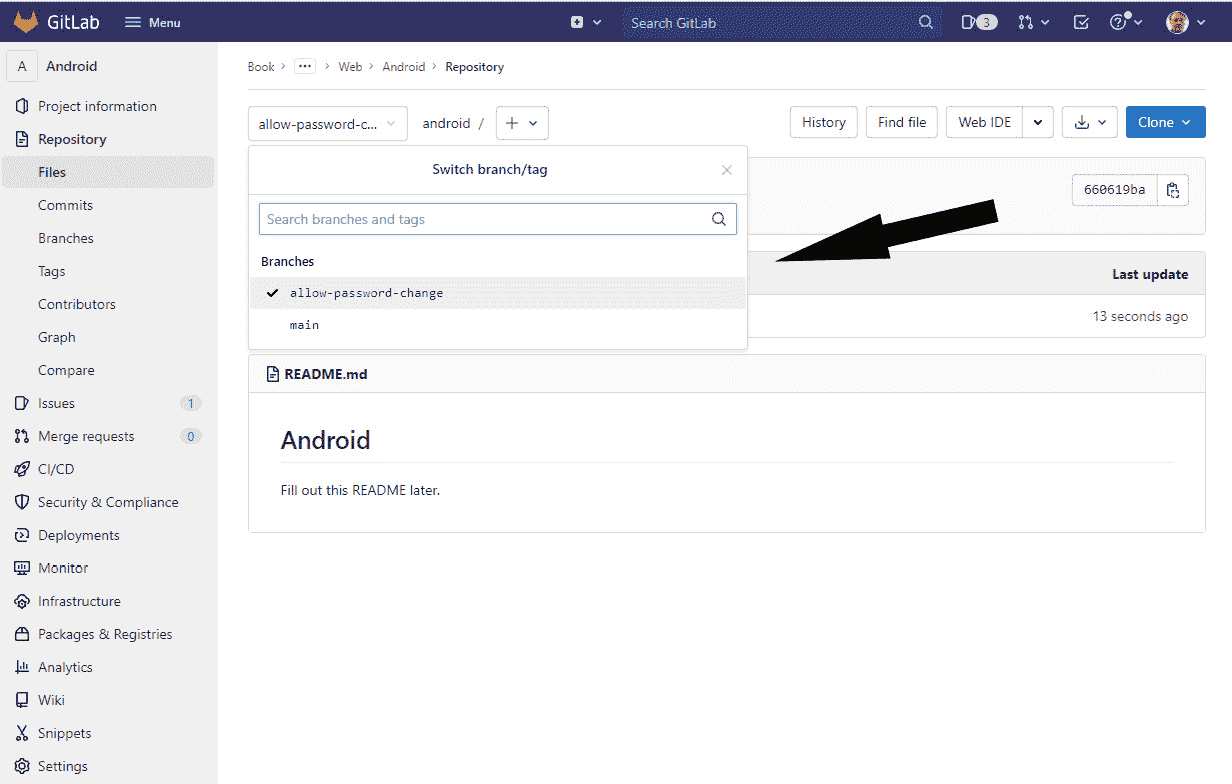 GitLab Menu Search GitLab 3
A Android
Project information
Repository
Files
Commits
Branches
Tags
Contributors
Graph
Compare
Issues 1
Merge requests 0
CI/CD
Security & Compliance
Deployments
Monitor
Infrastructure
Packages & Registries
Analytics
Wiki
Snippets
Settings
Book > ... > Web > Android > Repository
allow-password-c... android / + History Find file Web IDE Clone
Switch branch/tag
660619ba
Search branches and tags
Branches
Last update
allow-password-change
13 seconds ago
main
README.md
Android
Fill out this README later.